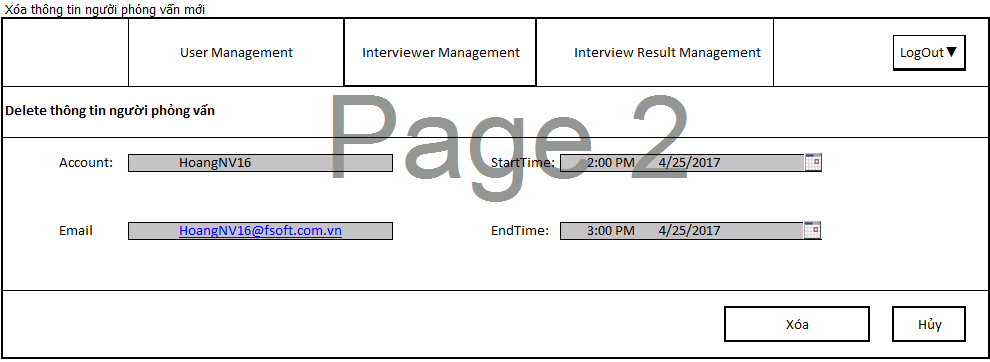 Xóa thông tin người phỏng vấn mới
User Management Interviewer Management Interview Result Management LogOut▼
Delete thông tin người phỏng vấn
Page 2
Account: HoangNV16 StartTime: 2:00 PM 4/25/2017
Email HoangNV16@fsoft.com.vn EndTime: 3:00 PM 4/25/2017
Xóa Hủy